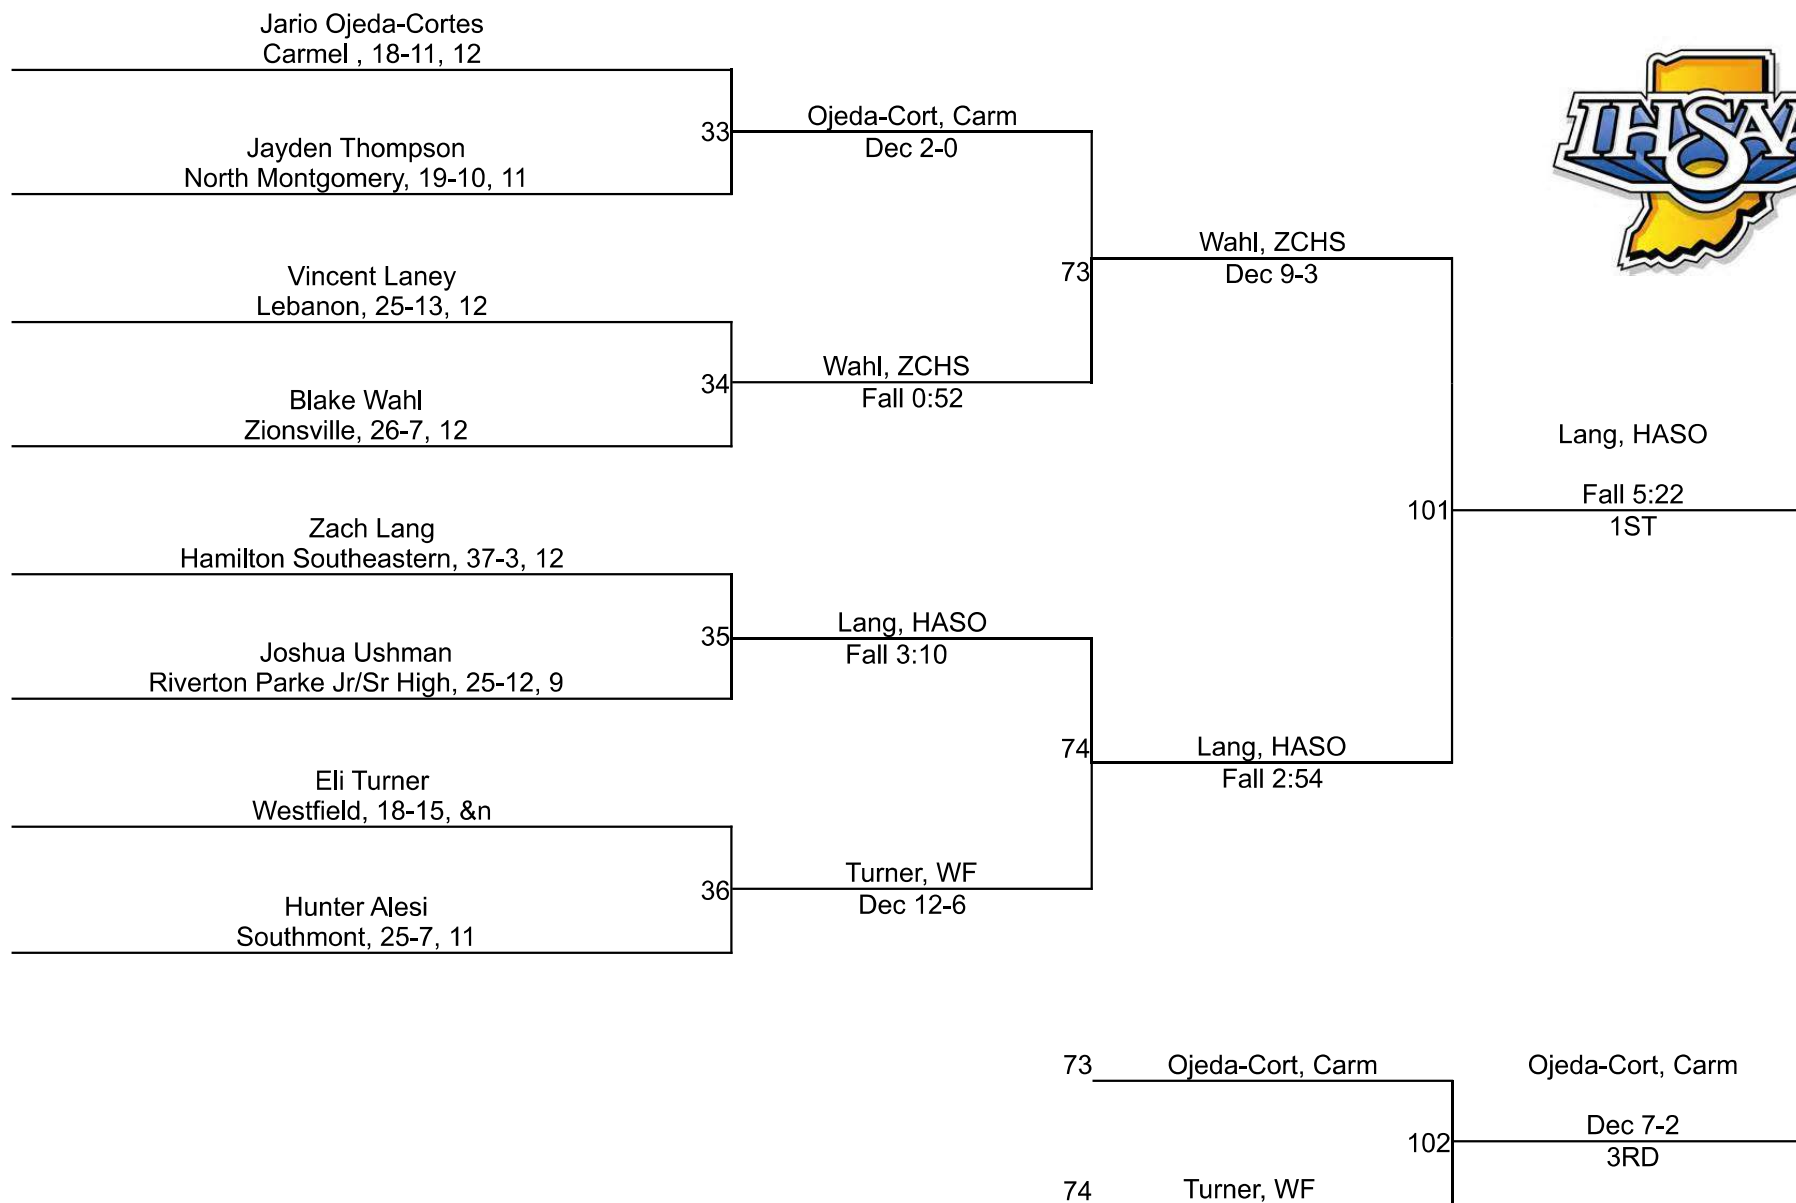 Jario Ojeda-Cortes
Carmel , 18-11, 12
33
Ojeda-Cort, Carm
Dec 2-0
Jayden Thompson
North Montgomery, 19-10, 11
73
Wahl, ZCHS
Dec 9-3
Vincent Laney
Lebanon, 25-13, 12
34
Wahl, ZCHS
Fall 0:52
Blake Wahl
Zionsville, 26-7, 12
101
Lang, HASO
Fall 5:22
1ST
Zach Lang
Hamilton Southeastern, 37-3, 12
35
Lang, HASO
Fall 3:10
Joshua Ushman
Riverton Parke Jr/Sr High, 25-12, 9
74
Lang, HASO
Fall 2:54
Eli Turner
Westfield, 18-15, &n
36
Turner, WF
Dec 12-6
Hunter Alesi
Southmont, 25-7, 11
73
Ojeda-Cort, Carm
Ojeda-Cort, Carm
102
Dec 7-2
3RD
74
Turner, WF
IHSAA